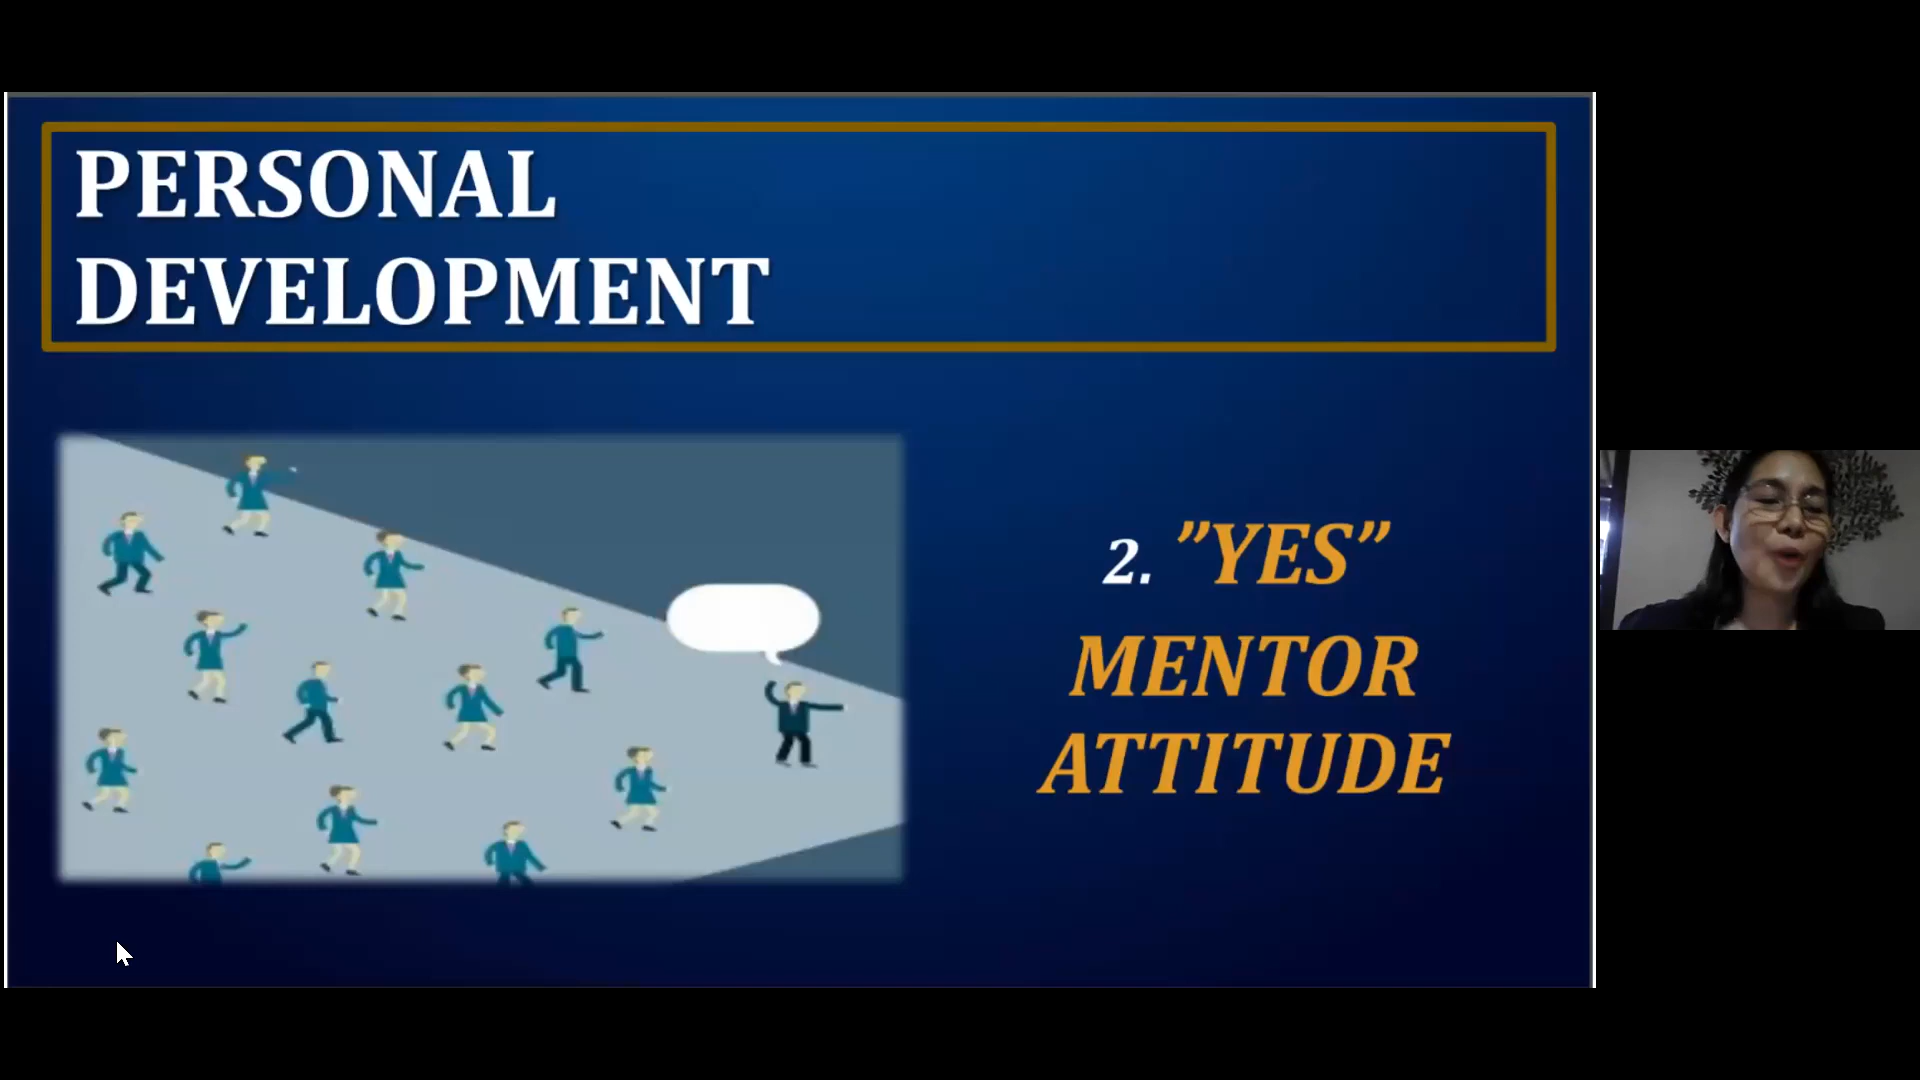 PERSONAL
DEVELOPMENT
2. ”YES”
MENTOR
ATTITUDE